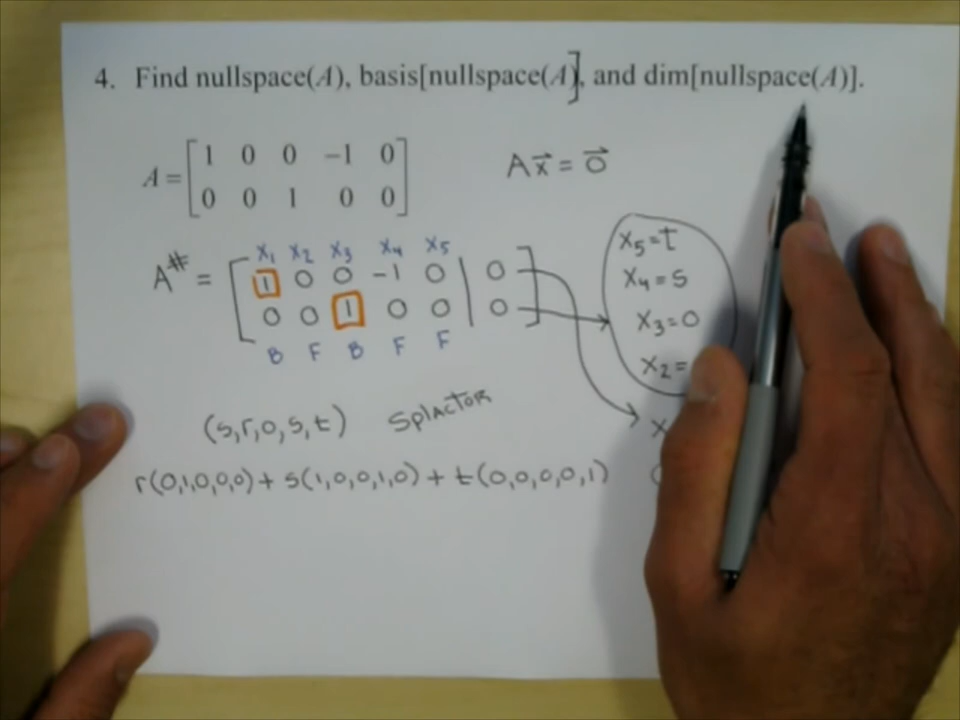 4. Find nullspace(A), basis[nullspace(A)], and dim[nullspace(A)].
A = [1 0 0 −1 0
0 0 1 0 0]
Ax⃗ = 0⃗
x₁ x₂ x₃ x₄ x₅
A# = [1 0 0 -1 0 | 0
0 0 1 0 0 | 0]
B F B F F
x₅=t
x₄=s
x₃=0
x₂=
x
(s,r,0,s,t) Splactor
r(0,1,0,0,0) + s(1,0,0,1,0) + t(0,0,0,0,1)